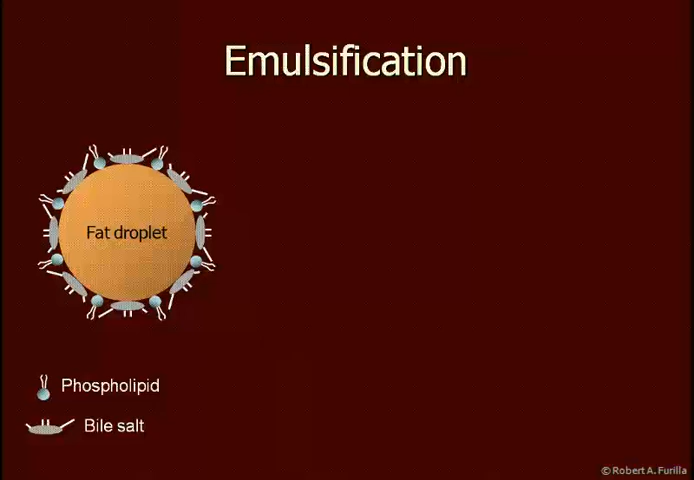 Emulsification
Fat droplet
Phospholipid
Bile salt
© Robert A. Furilla